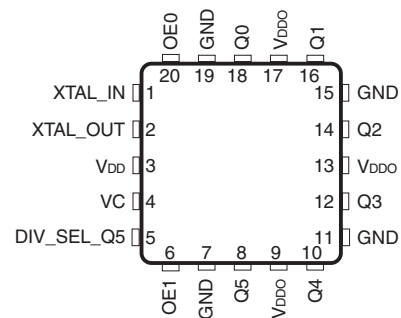 OE0 GND Q0 VDDO Q1
20 19 18 17 16
XTAL_IN 1 15 GND
XTAL_OUT 2 14 Q2
VDD 3 13 VDDO
VC 4 12 Q3
DIV_SEL_Q5 5 11 GND
6 7 8 9 10
OE1 GND Q5 VDDO Q4